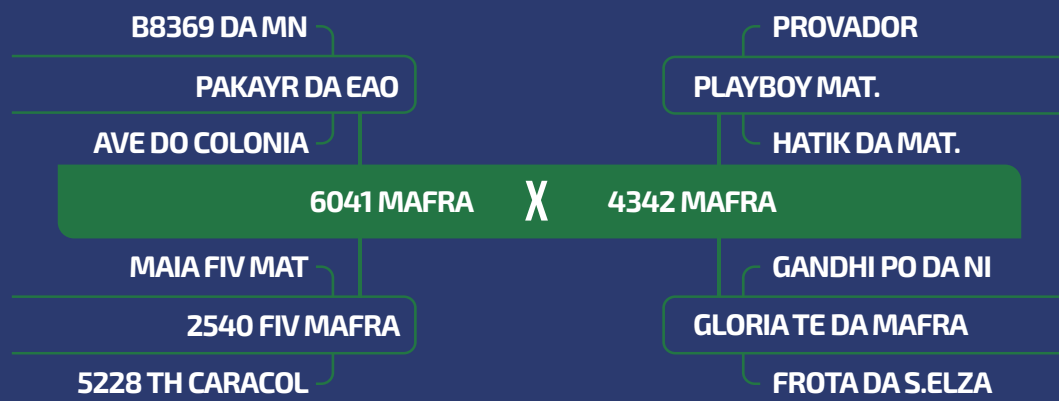 B8369 DA MN
PROVADOR
PAKAYR DA EAO
PLAYBOY MAT.
AVE DO COLONIA
HATIK DA MAT.
6041 MAFRA X 4342 MAFRA
MAIA FIV MAT
GANDHI PO DA NI
2540 FIV MAFRA
GLORIA TE DA MAFRA
5228 TH CARACOL
FROTA DA S.ELZA